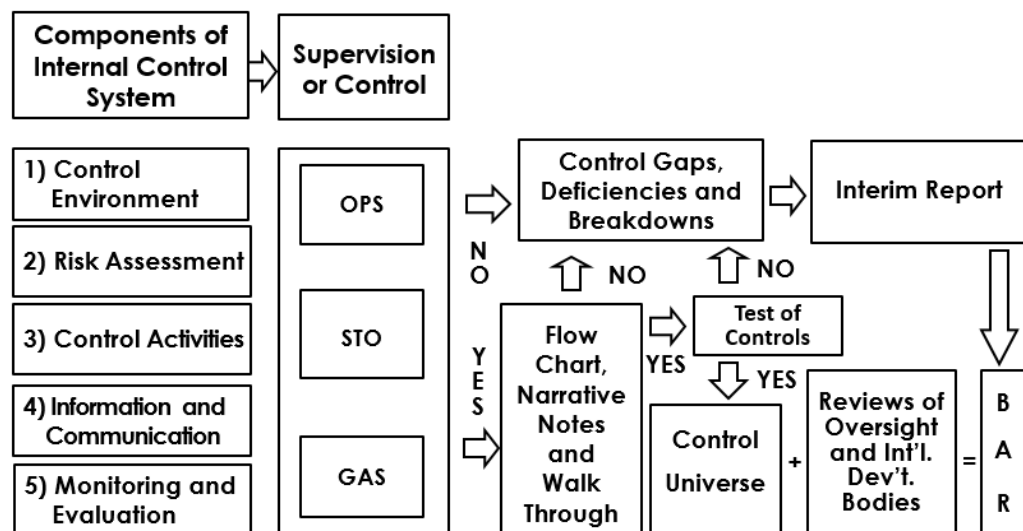 Components of
Internal Control
System
Supervision
or Control
1) Control
Environment
2) Risk Assessment
3) Control Activities
4) Information and
Communication
5) Monitoring and
Evaluation
OPS
STO
GAS
NO
YES
Control Gaps,
Deficiencies and
Breakdowns
Interim Report
NO
NO
Flow
Chart,
Narrative
Notes
and
Walk
Through
YES
Test of
Controls
YES
Control
Universe
+
Reviews of
Oversight
and Int'l.
Dev't.
Bodies
=
B
A
R